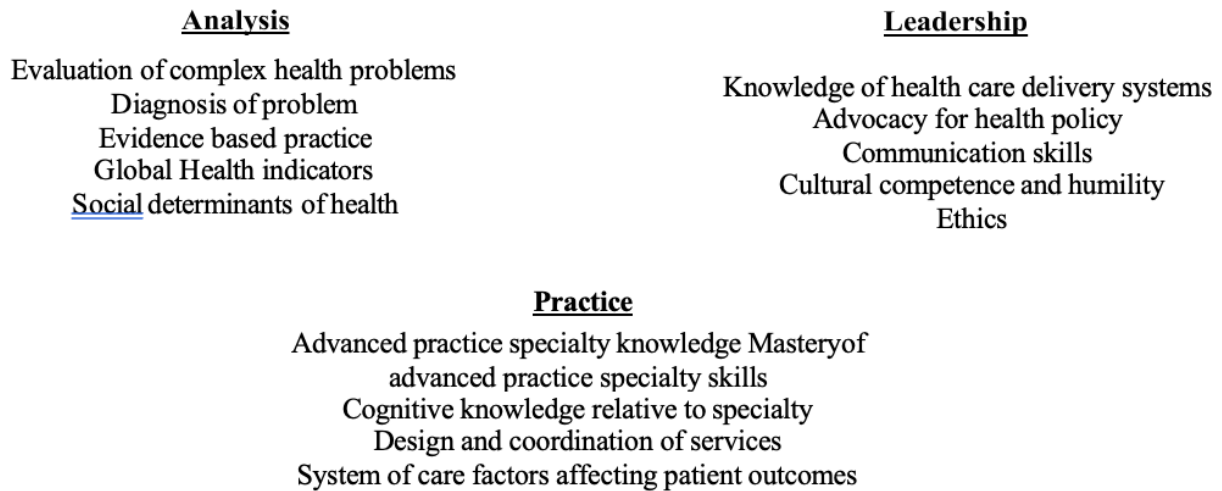 Analysis
Evaluation of complex health problems
Diagnosis of problem
Evidence based practice
Global Health indicators
Social determinants of health
Leadership
Knowledge of health care delivery systems
Advocacy for health policy
Communication skills
Cultural competence and humility
Ethics
Practice
Advanced practice specialty knowledge Masteryof
advanced practice specialty skills
Cognitive knowledge relative to specialty
Design and coordination of services
System of care factors affecting patient outcomes